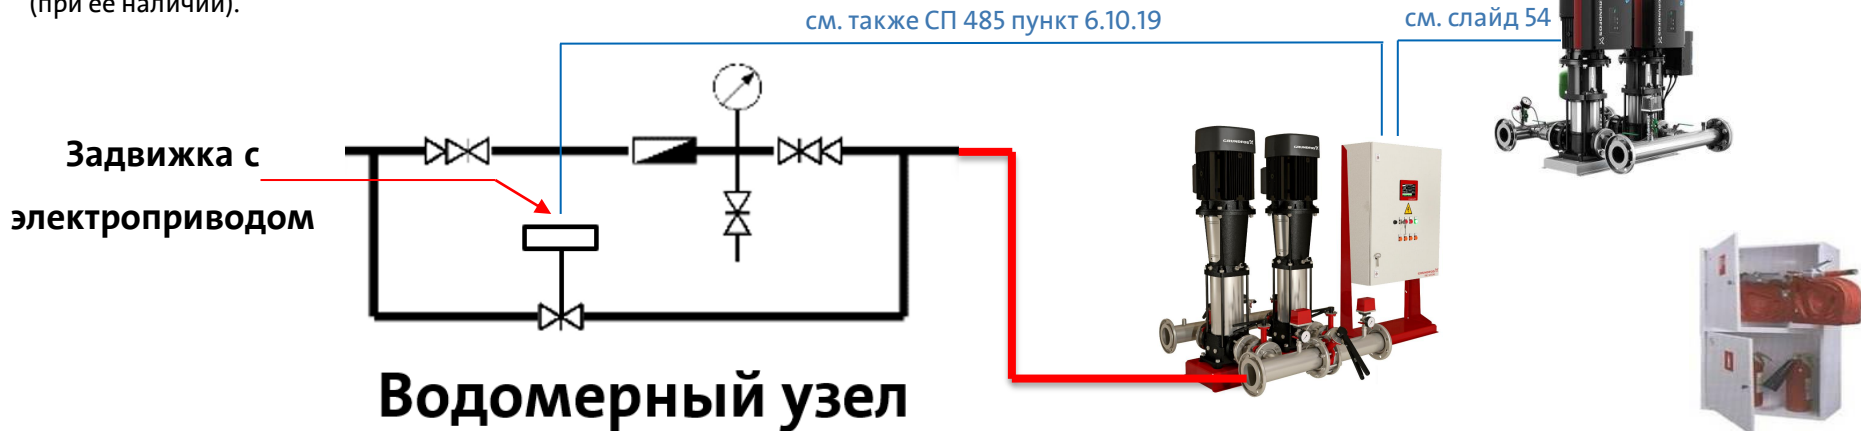 (при ее наличии).
см. также СП 485 пункт 6.10.19
см. слайд 54
Задвижка с
электроприводом
Водомерный узел